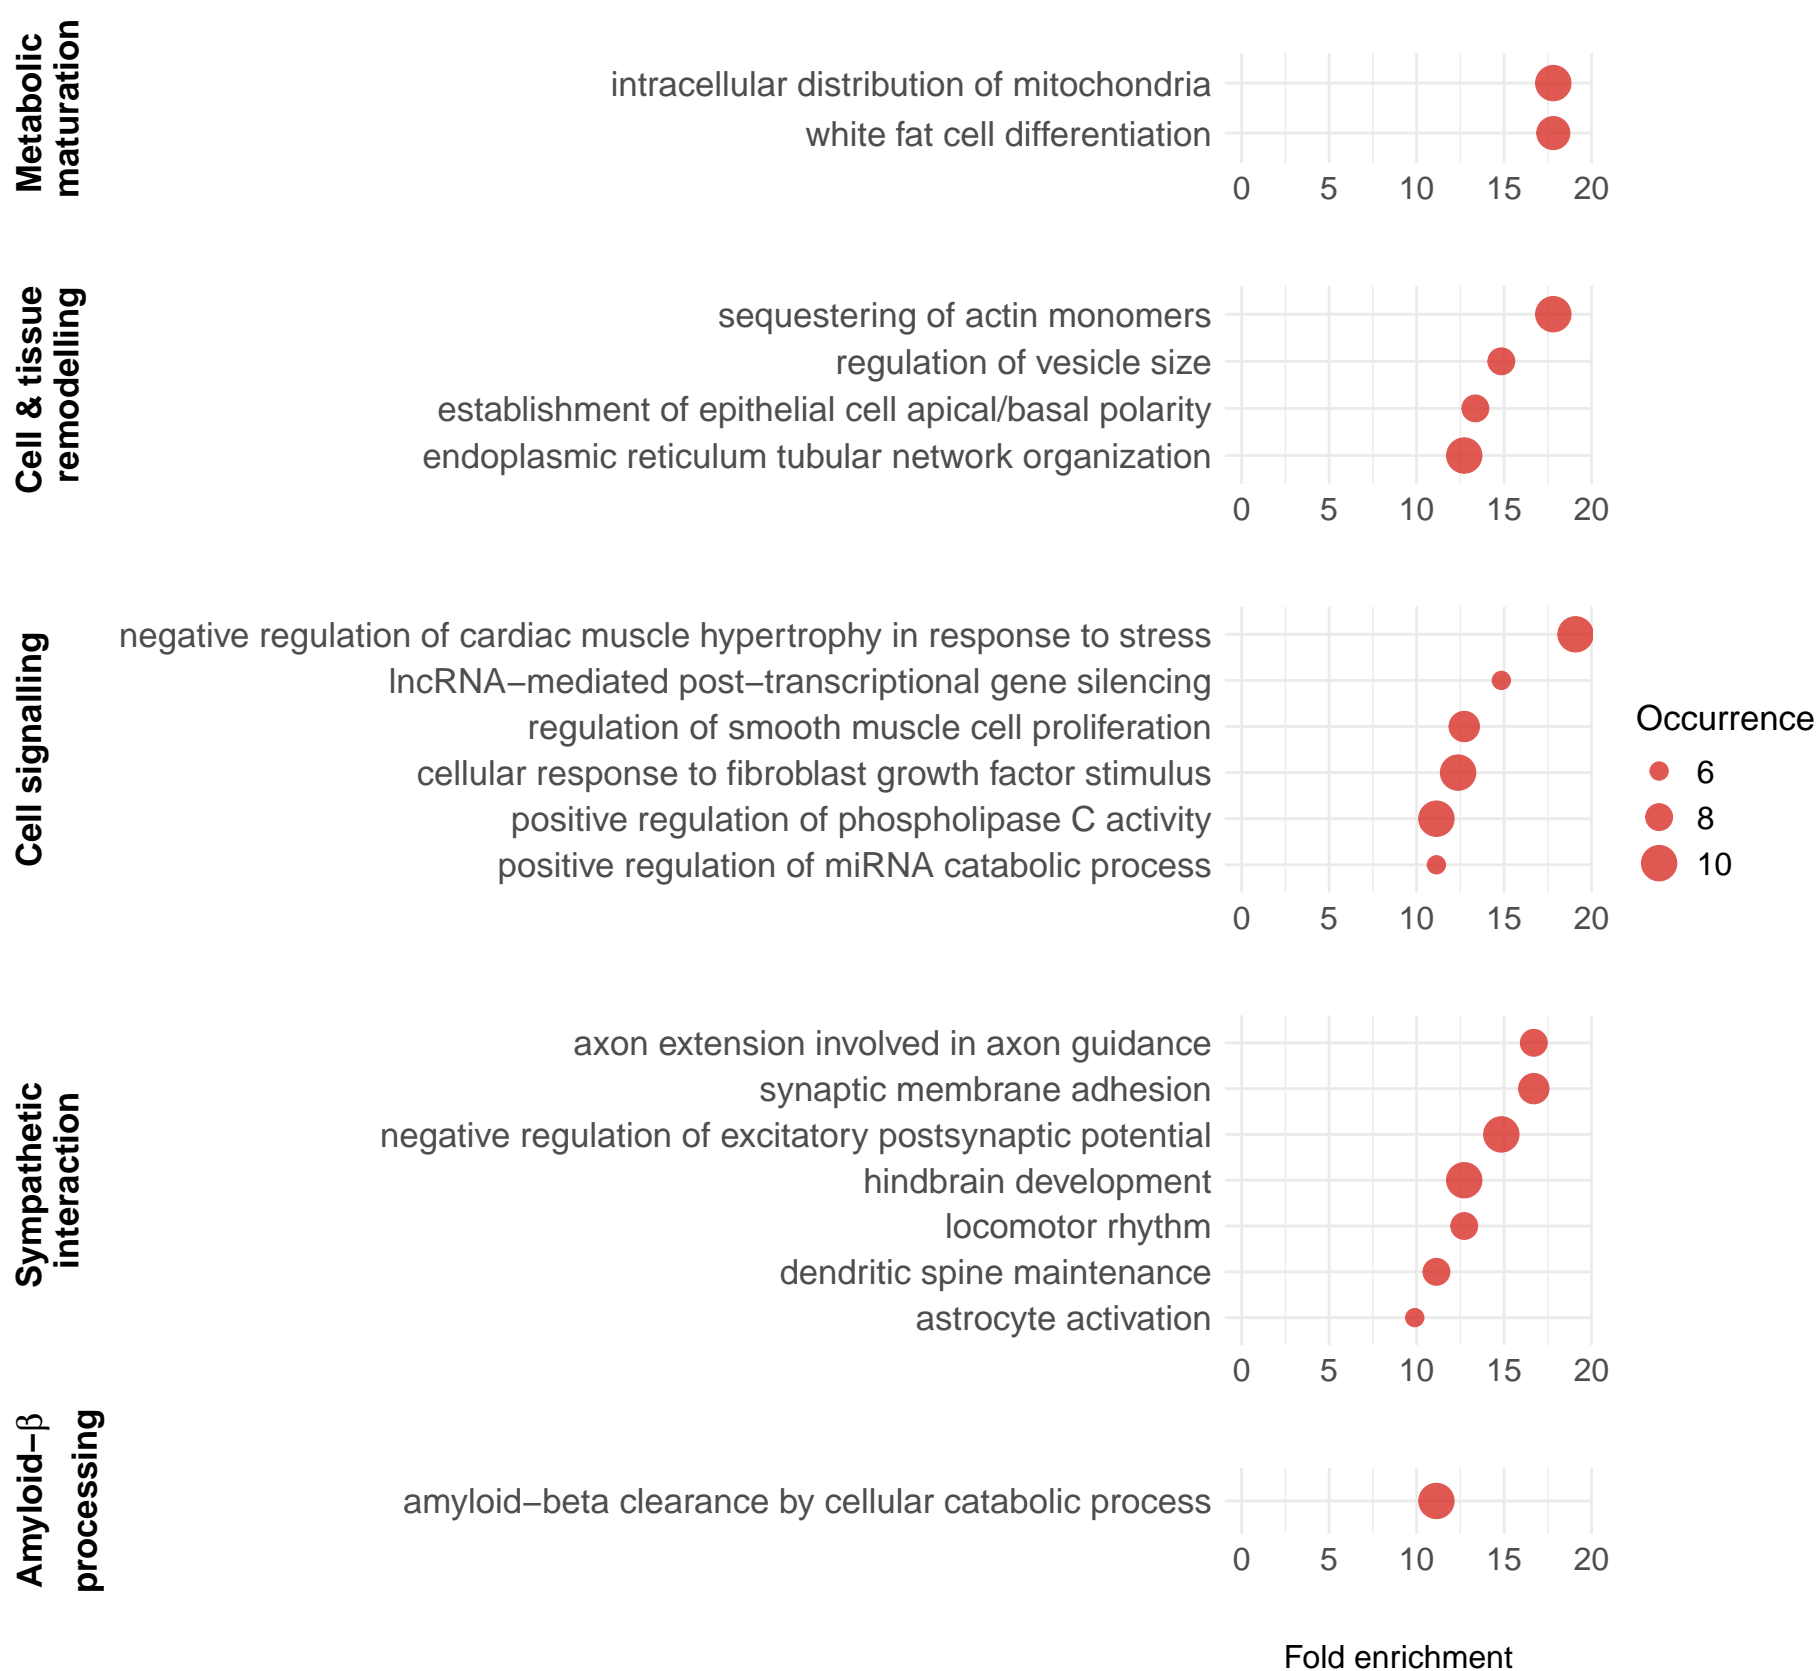 Metabolic
maturation
intracellular distribution of mitochondria
white fat cell differentiation
0 5 10 15 20
Cell & tissue
remodelling
sequestering of actin monomers
regulation of vesicle size
establishment of epithelial cell apical/basal polarity
endoplasmic reticulum tubular network organization
0 5 10 15 20
Cell signalling
negative regulation of cardiac muscle hypertrophy in response to stress
lncRNA−mediated post−transcriptional gene silencing
regulation of smooth muscle cell proliferation
cellular response to fibroblast growth factor stimulus
positive regulation of phospholipase C activity
positive regulation of miRNA catabolic process
0 5 10 15 20
Occurrence
6
8
10
Sympathetic
interaction
axon extension involved in axon guidance
synaptic membrane adhesion
negative regulation of excitatory postsynaptic potential
hindbrain development
locomotor rhythm
dendritic spine maintenance
astrocyte activation
0 5 10 15 20
Amyloid−β
processing
amyloid−beta clearance by cellular catabolic process
0 5 10 15 20
Fold enrichment